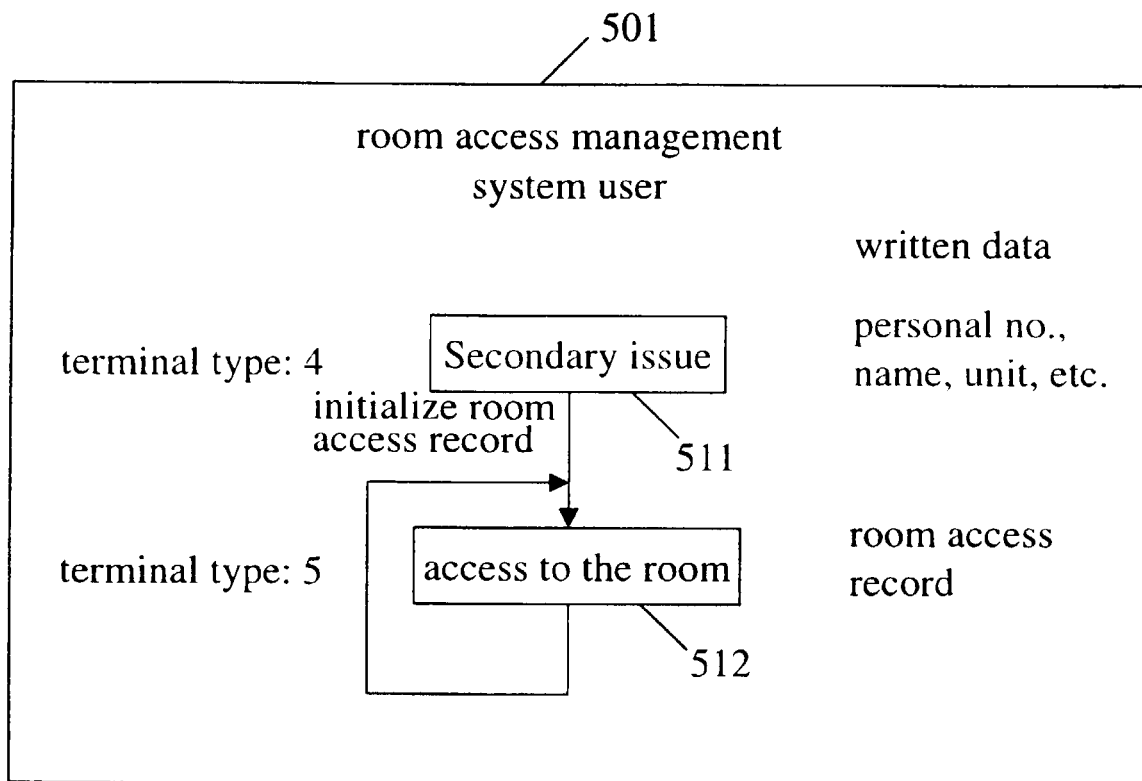 501
room access management
system user
written data
personal no.,
name, unit, etc.
terminal type: 4
Secondary issue
initialize room
access record
511
terminal type: 5
access to the room
room access
record
512